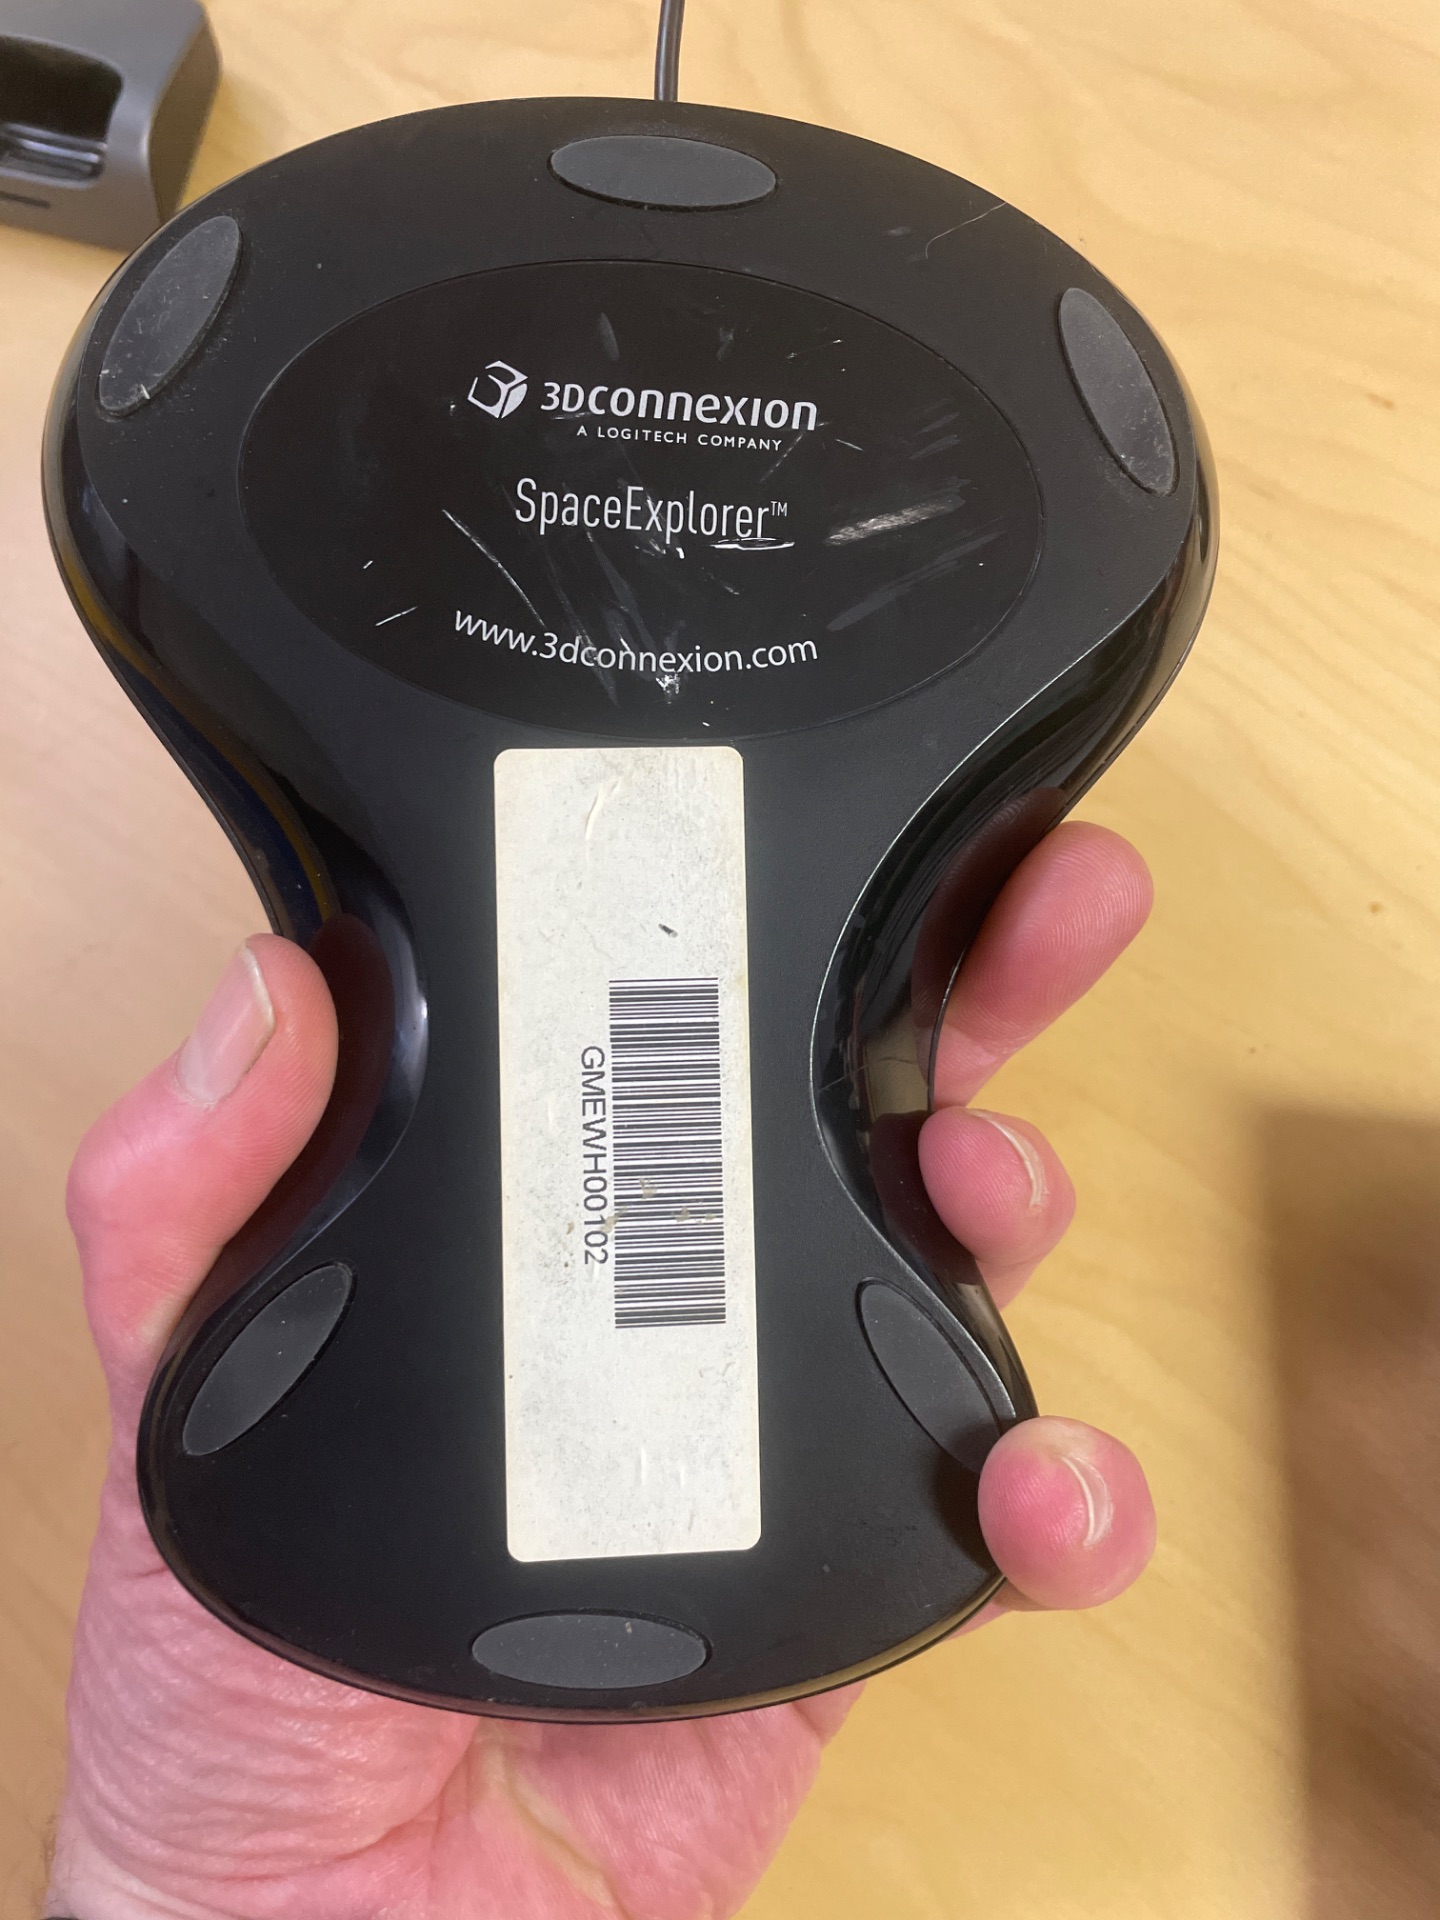 3Dconnexion
A LOGITECH COMPANY
SpaceExplorer™
www.3dconnexion.com
GMEWH00102